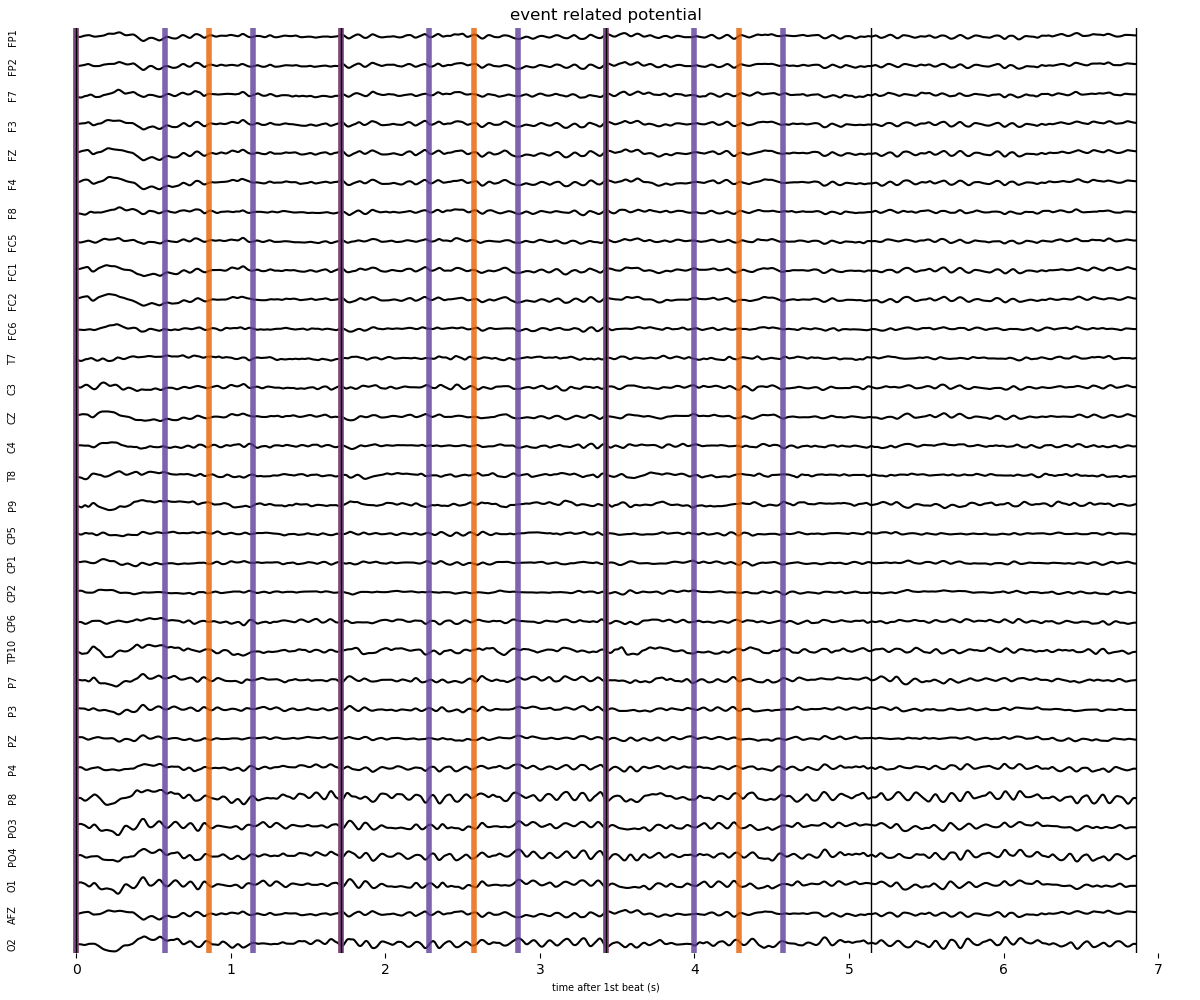 event related potential
FP1
FP2
F7
F3
FZ
F4
F8
FC5
FC1
FC2
FC6
T7
C3
CZ
C4
T8
P9
CP5
CP1
CP2
CP6
TP10
P7
P3
PZ
P4
P8
PO3
PO4
O1
AFZ
O2
0 1 2 3 4 5 6 7
time after 1st beat (s)